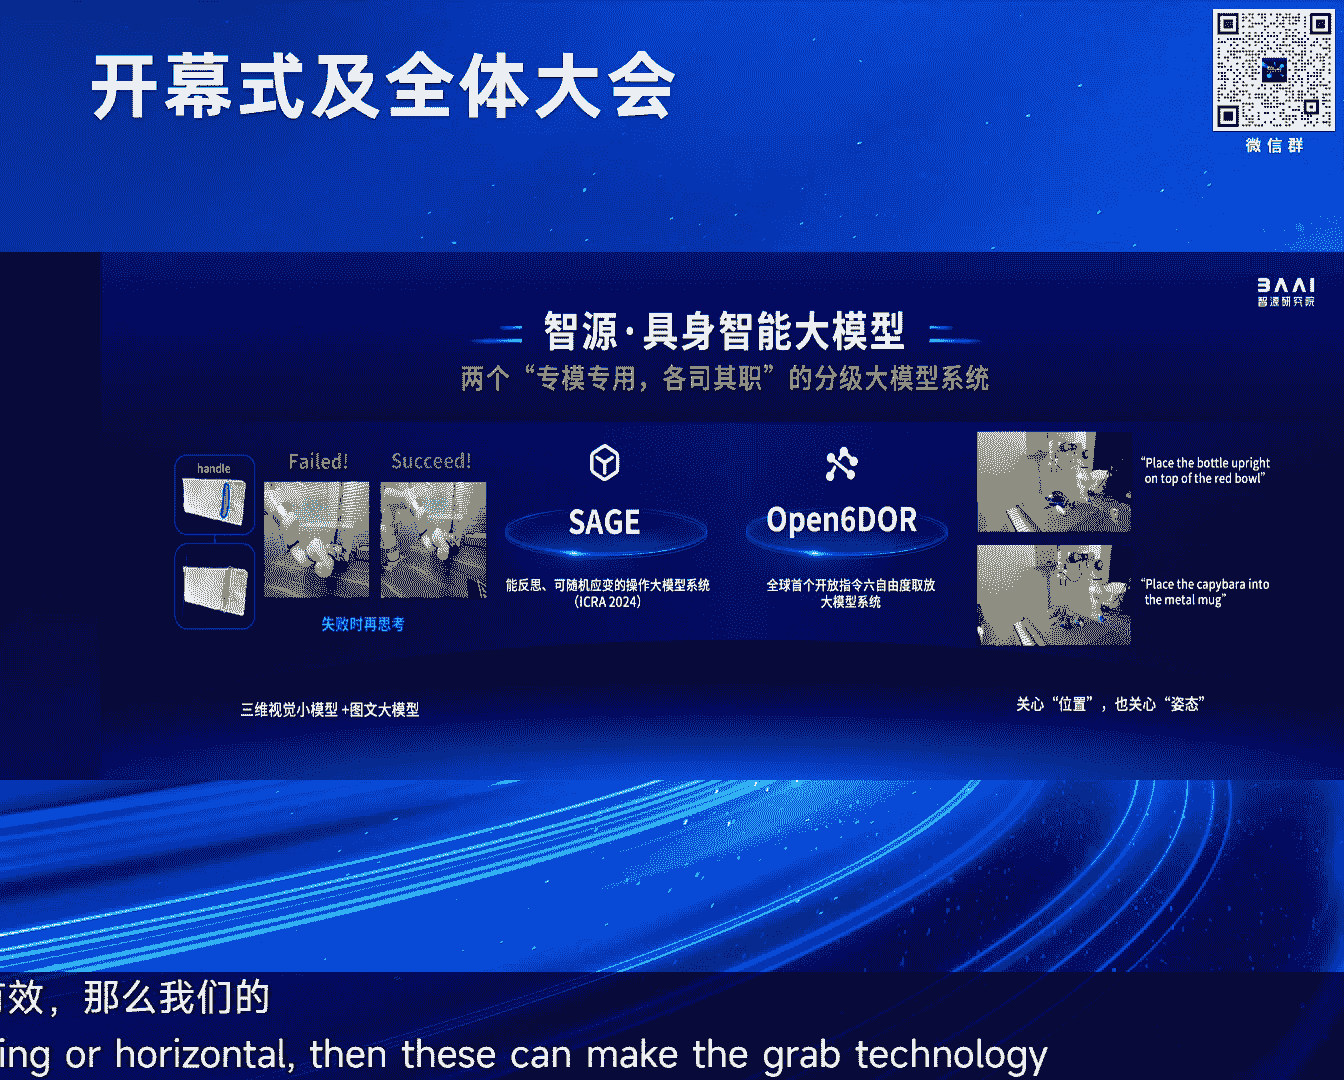 开幕式及全体大会
微信群
BAAI
智源研究院
智源·具身智能大模型
两个“专模专用，各司其职”的分级大模型系统
handle
Failed!
Succeed!
失败时再思考
三维视觉小模型+图文大模型
SAGE
能反思、可随机应变的操作大模型系统
（ICRA 2024）
Open6DOR
全球首个开放指令六自由度取放
大模型系统
“Place the bottle upright
on top of the red bowl”
“Place the capybara into
the metal mug”
关心“位置”，也关心“姿态”
有效，那么我们的
ing or horizontal, then these can make the grab technology